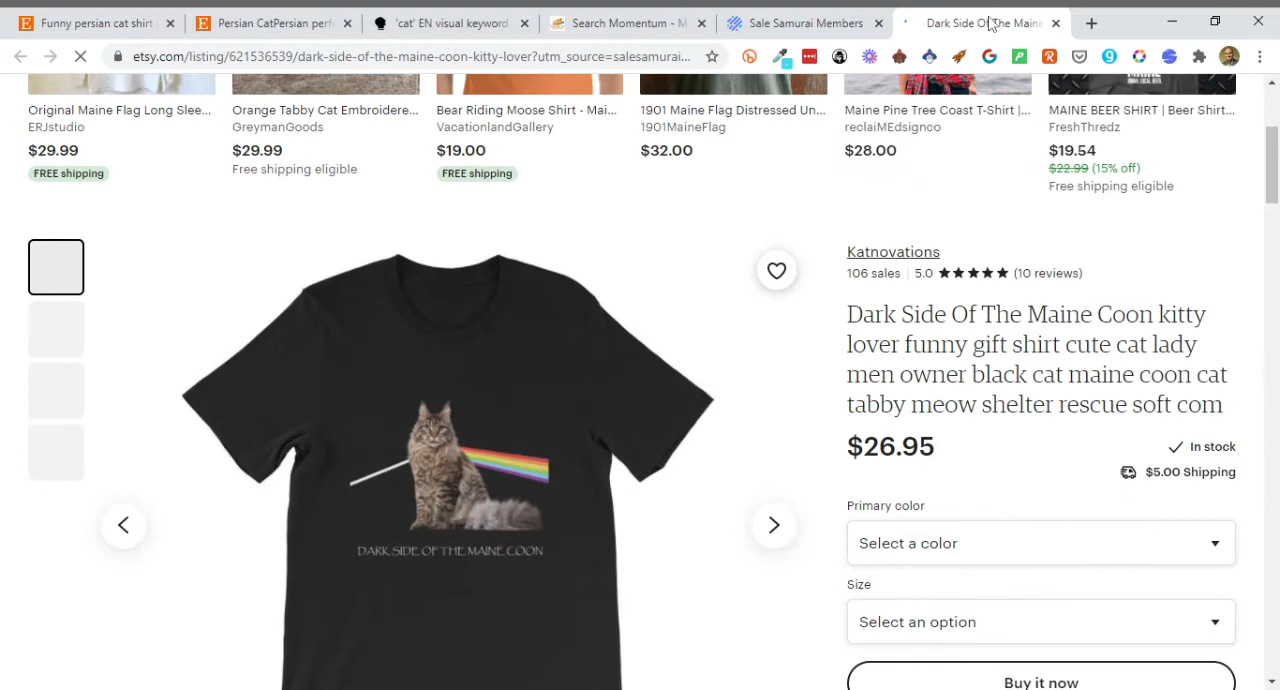 Funny persian cat shirt
Persian CatPersian perf
'cat' EN visual keyword
Search Momentum - M
Sale Samurai Members
Dark Side Of The Maine
etsy.com/listing/621536539/dark-side-of-the-maine-coon-kitty-lover?utm_source=salesamurai...
Original Maine Flag Long Slee...
ERJstudio
$29.99
FREE shipping
Orange Tabby Cat Embroidere...
GreymanGoods
$29.99
Free shipping eligible
Bear Riding Moose Shirt - Mai...
VacationlandGallery
$19.00
FREE shipping
1901 Maine Flag Distressed Un...
1901MaineFlag
$32.00
Maine Pine Tree Coast T-Shirt |...
reclaiMEdsignco
$28.00
MAINE BEER SHIRT | Beer Shirt...
FreshThredz
$19.54
$22.99 (15% off)
Free shipping eligible
Katnovations
106 sales | 5.0 ★★★★★ (10 reviews)
Dark Side Of The Maine Coon kitty
lover funny gift shirt cute cat lady
men owner black cat maine coon cat
tabby meow shelter rescue soft com
$26.95
In stock
$5.00 Shipping
Primary color
Select a color
Size
Select an option
Buy it now
DARK SIDE OF THE MAINE COON